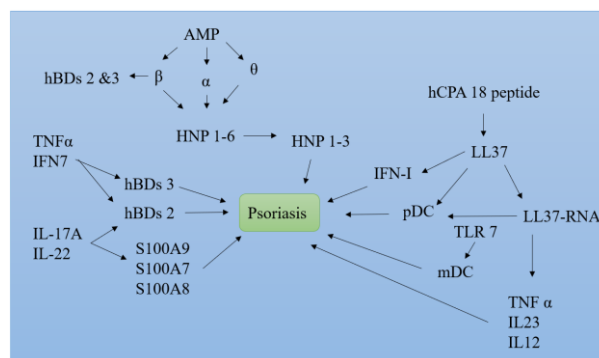 AMP
hBDs 2 &3
β
α
θ
hCPA 18 peptide
HNP 1-6
HNP 1-3
TNFα
IFN7
LL37
IFN-I
hBDs 3
hBDs 2
Psoriasis
pDC
LL37-RNA
TLR 7
IL-17A
IL-22
S100A9
S100A7
S100A8
mDC
TNF α
IL23
IL12